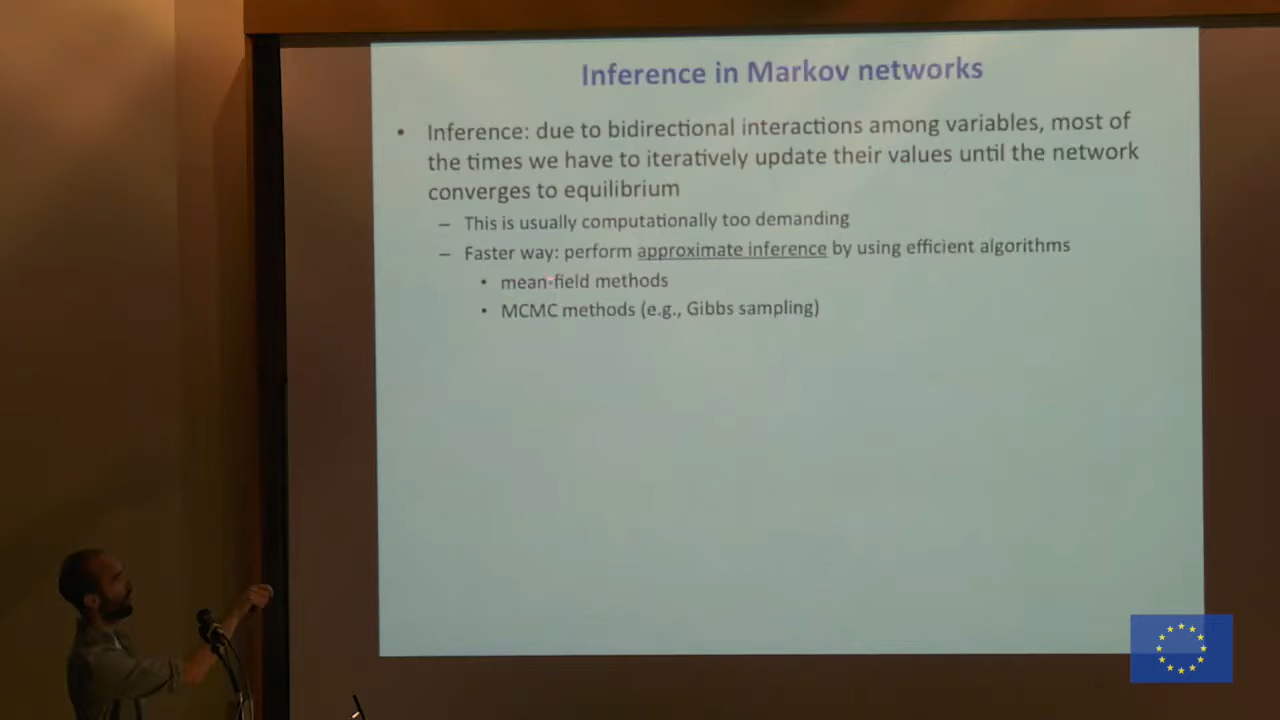 Inference in Markov networks
• Inference: due to bidirectional interactions among variables, most of
the times we have to iteratively update their values until the network
converges to equilibrium
– This is usually computationally too demanding
– Faster way: perform approximate inference by using efficient algorithms
• mean-field methods
• MCMC methods (e.g., Gibbs sampling)